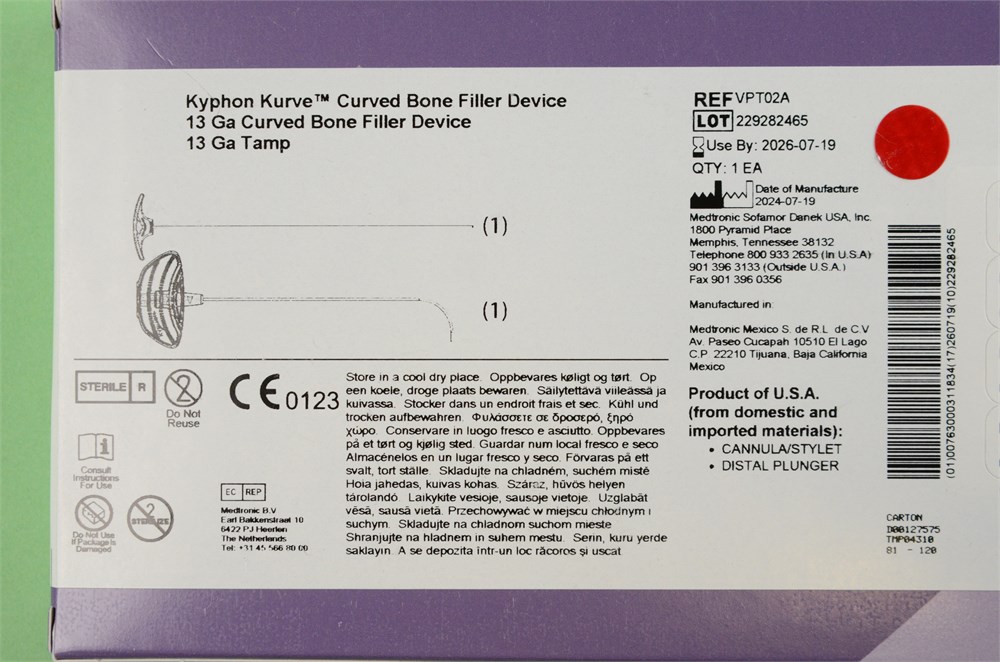 Kyphon Kurve™ Curved Bone Filler Device
13 Ga Curved Bone Filler Device
13 Ga Tamp
(1)
(1)
REF VPT02A
LOT 229282465
Use By: 2026-07-19
QTY: 1 EA
Date of Manufacture
2024-07-19
Medtronic Sofamor Danek USA, Inc.
1800 Pyramid Place
Memphis, Tennessee 38132
Telephone 800 933 2635 (In U.S.A)
901 396 3133 (Outside U.S.A.)
Fax 901 396 0356
Manufactured in:
Medtronic Mexico S. de R.L. de C.V
Av. Paseo Cucapah 10510 El Lago
C.P. 22210 Tijuana, Baja California
Mexico
Product of U.S.A.
(from domestic and
imported materials):
• CANNULA/STYLET
• DISTAL PLUNGER
(01)00763000311834(17)260719(10)229282465
CARTON
D00127575
TMP04310
81 - 120
STERILE R
2
Do Not
Reuse
i
Consult
Instructions
For Use
Do Not Use
If Package Is
Damaged
2
STERILIZE
CE 0123
EC REP
Medtronic B.V
Earl Bakkenstraat 10
6422 PJ Heerlen
The Netherlands
Tel: +31 45 566 80 00
Store in a cool dry place. Oppbevares køligt og tørt. Op
een koele, droge plaats bewaren. Säilytettävä viileässä ja
kuivassa. Stocker dans un endroit frais et sec. Kühl und
trocken aufbewahren. Φυλάσσετε σε δροσερό, ξηρό
χώρο. Conservare in luogo fresco e asciutto. Oppbevares
på et tørt og kjølig sted. Guardar num local fresco e seco
Almacénelos en un lugar fresco y seco. Förvaras på ett
svalt, tort ställe. Skladujte na chladném, suchém místě
Hoia jahedas, kuivas kohas. Száraz, hűvös helyen
tárolandó. Laikykite vėsioje, sausoje vietoje. Uzglabāt
vēsā, sausā vietā. Przechowywać w miejscu chłodnym i
suchym. Skladujte na chladnom suchom mieste
Shranjujte na hladnem in suhem mestu. Serin, kuru yerde
saklayın. A se depozita într-un loc răcoros şi uscat